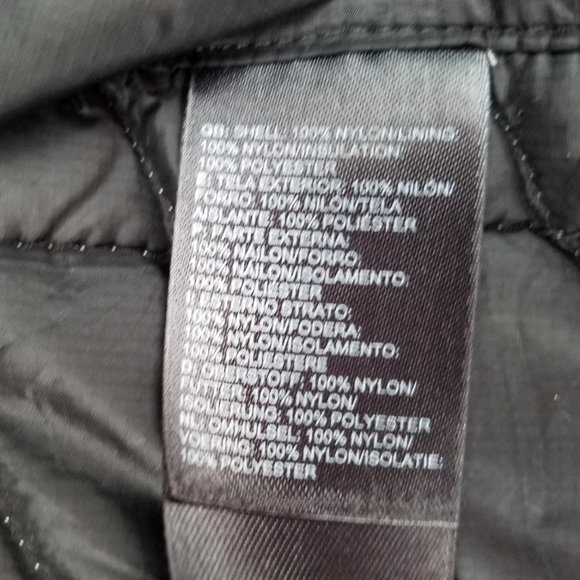 GB: SHELL: 100% NYLON/LINING:
100% NYLON/INSULATION:
100% POLYESTER
E: TELA EXTERIOR: 100% NILÓN/
FORRO: 100% NILÓN/TELA
AISLANTE: 100% POLIÉSTER
P: PARTE EXTERNA:
100% NAILON/FORRO:
100% NAILON/ISOLAMENTO:
100% POLIÉSTER
I: ESTERNO STRATO:
100% NYLON/FODERA:
100% NYLON/ISOLAMENTO:
100% POLIESTERE
D: OBERSTOFF: 100% NYLON/
FUTTER: 100% NYLON/
ISOLIERUNG: 100% POLYESTER
NL: OMHULSEL: 100% NYLON/
VOERING: 100% NYLON/ISOLATIE:
100% POLYESTER